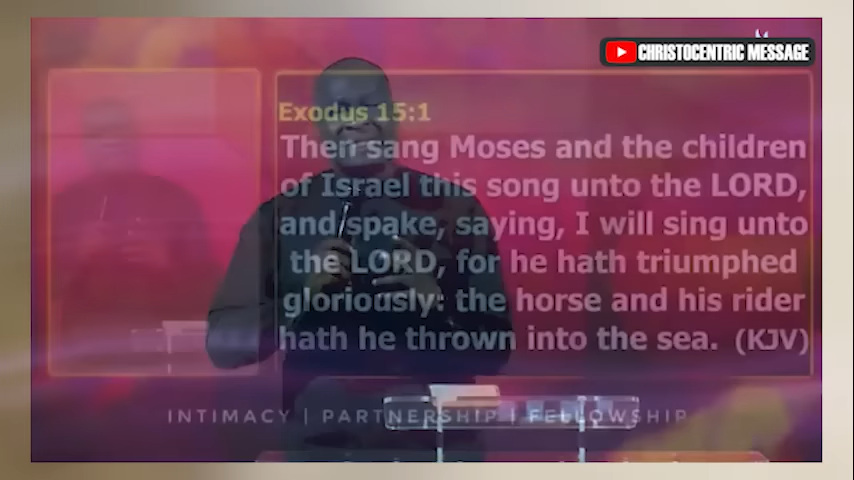 CHRISTOCENTRIC MESSAGE
Exodus 15:1
Then sang Moses and the children
of Israel this song unto the LORD,
and spake, saying, I will sing unto
the LORD, for he hath triumphed
gloriously: the horse and his rider
hath he thrown into the sea. (KJV)
INTIMACY | PARTNERSHIP | FELLOWSHIP